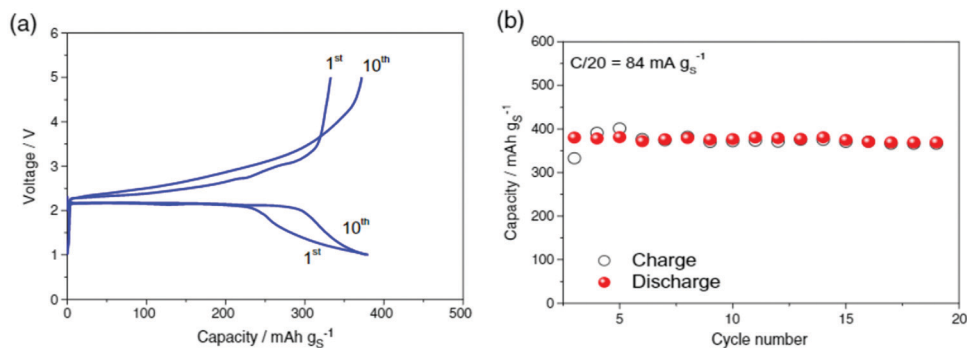 (a)
6
5
4
3
2
1
0
Voltage / V
1st
10th
10th
1st
0
100
200
300
400
500
Capacity / mAh gS-1
(b)
600
500
400
300
200
100
0
Capacity / mAh gS-1
C/20 = 84 mA gS-1
Charge
Discharge
5
10
15
20
Cycle number